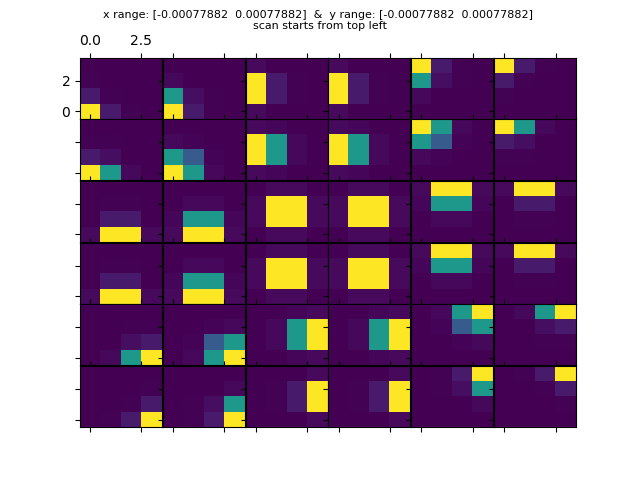 x range: [-0.00077882  0.00077882]  &  y range: [-0.00077882  0.00077882]
scan starts from top left
0.0 2.5
2
0